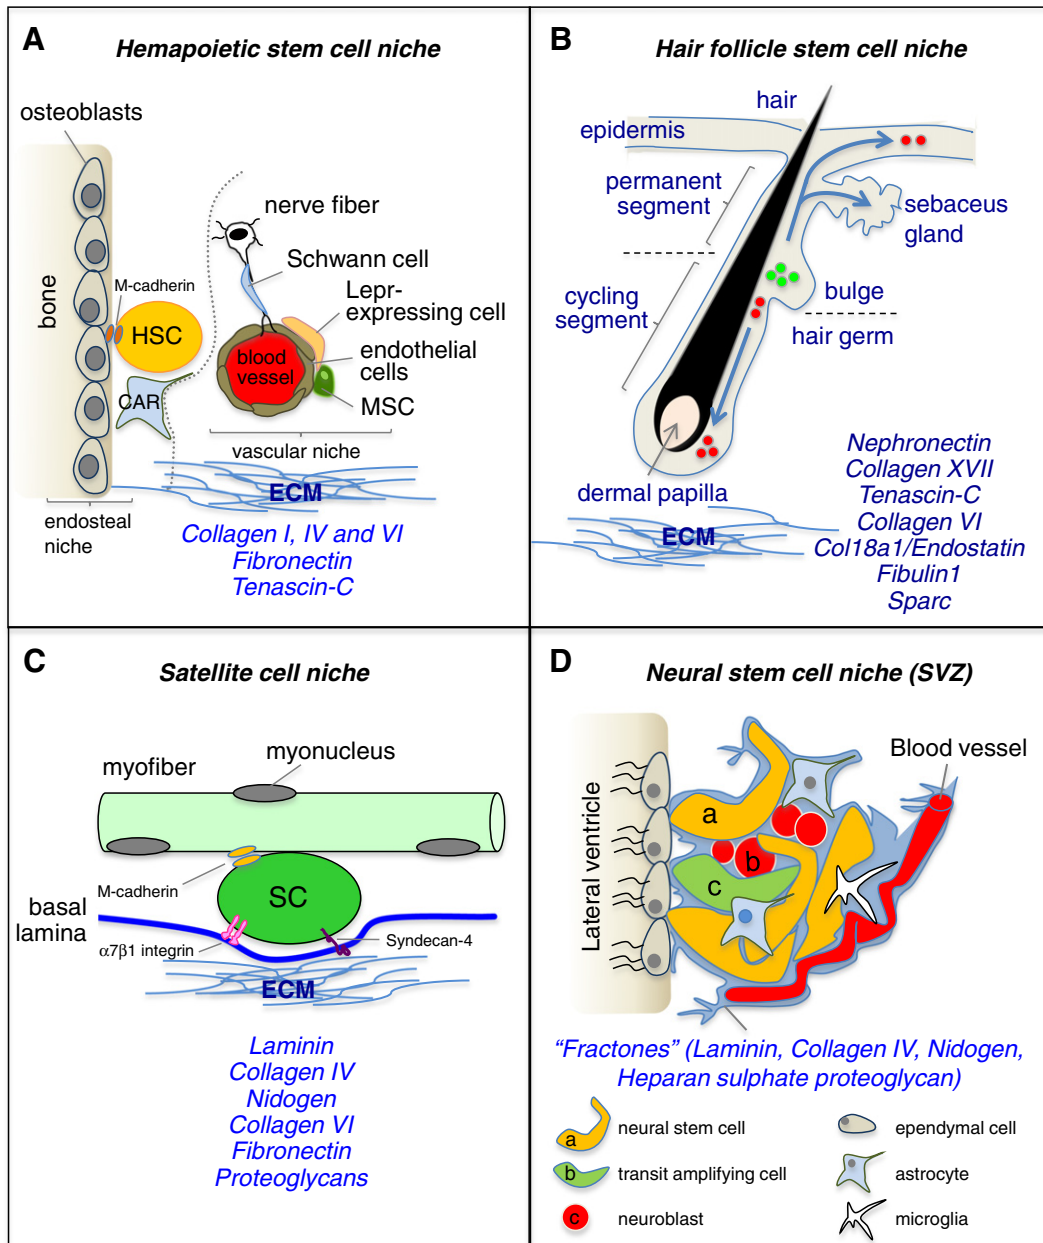 A
Hemapoietic stem cell niche
osteoblasts
nerve fiber
Schwann cell
M-cadherin
Lepr-
expressing cell
bone
HSC
blood
vessel
endothelial
cells
CAR
MSC
vascular niche
ECM
endosteal
niche
Collagen I, IV and VI
Fibronectin
Tenascin-C
B
Hair follicle stem cell niche
hair
epidermis
permanent
segment
sebaceus
gland
cycling
segment
bulge
hair germ
dermal papilla
ECM
Nephronectin
Collagen XVII
Tenascin-C
Collagen VI
Col18a1/Endostatin
Fibulin1
Sparc
C
Satellite cell niche
myonucleus
myofiber
M-cadherin
SC
basal
lamina
α7β1 integrin
Syndecan-4
ECM
Laminin
Collagen IV
Nidogen
Collagen VI
Fibronectin
Proteoglycans
D
Neural stem cell niche (SVZ)
Blood vessel
Lateral ventricle
a
b
c
“Fractones” (Laminin, Collagen IV, Nidogen,
Heparan sulphate proteoglycan)
a neural stem cell
ependymal cell
b transit amplifying cell
astrocyte
c neuroblast
microglia